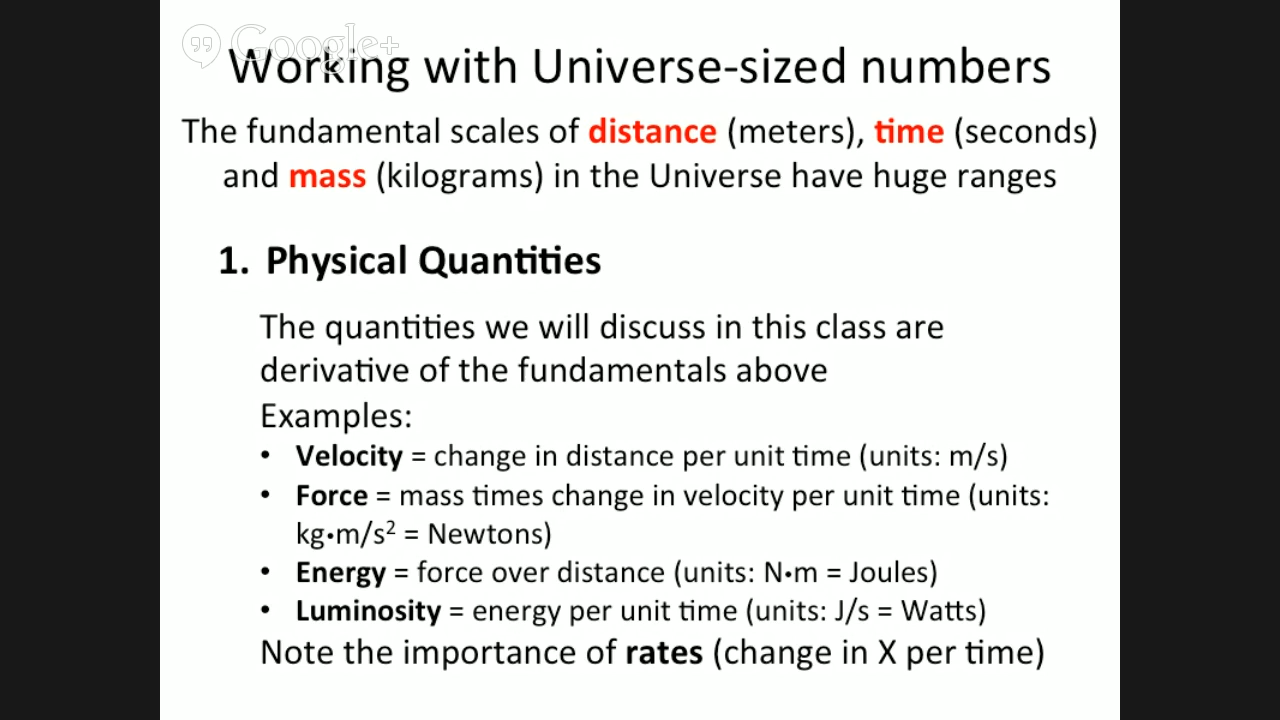 Google+
Working with Universe-sized numbers
The fundamental scales of distance (meters), time (seconds)
and mass (kilograms) in the Universe have huge ranges
1. Physical Quantities
The quantities we will discuss in this class are
derivative of the fundamentals above
Examples:
• Velocity = change in distance per unit time (units: m/s)
• Force = mass times change in velocity per unit time (units:
kg•m/s² = Newtons)
• Energy = force over distance (units: N•m = Joules)
• Luminosity = energy per unit time (units: J/s = Watts)
Note the importance of rates (change in X per time)